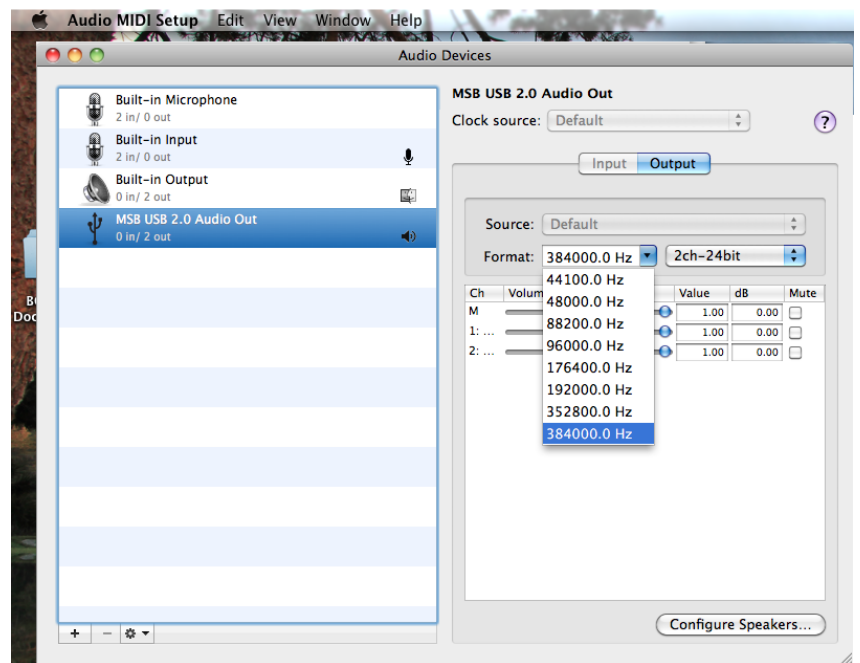 Audio MIDI Setup Edit View Window Help
Audio Devices
Built-in Microphone
2 in/ 0 out
Built-in Input
2 in/ 0 out
Built-in Output
0 in/ 2 out
MSB USB 2.0 Audio Out
0 in/ 2 out
MSB USB 2.0 Audio Out
Clock source: Default
?
Input Output
Source: Default
Format: 384000.0 Hz 2ch-24bit
44100.0 Hz
48000.0 Hz
88200.0 Hz
96000.0 Hz
176400.0 Hz
192000.0 Hz
352800.0 Hz
384000.0 Hz
Ch Volum Value dB Mute
M 1.00 0.00
1: ... 1.00 0.00
2: ... 1.00 0.00
Configure Speakers...